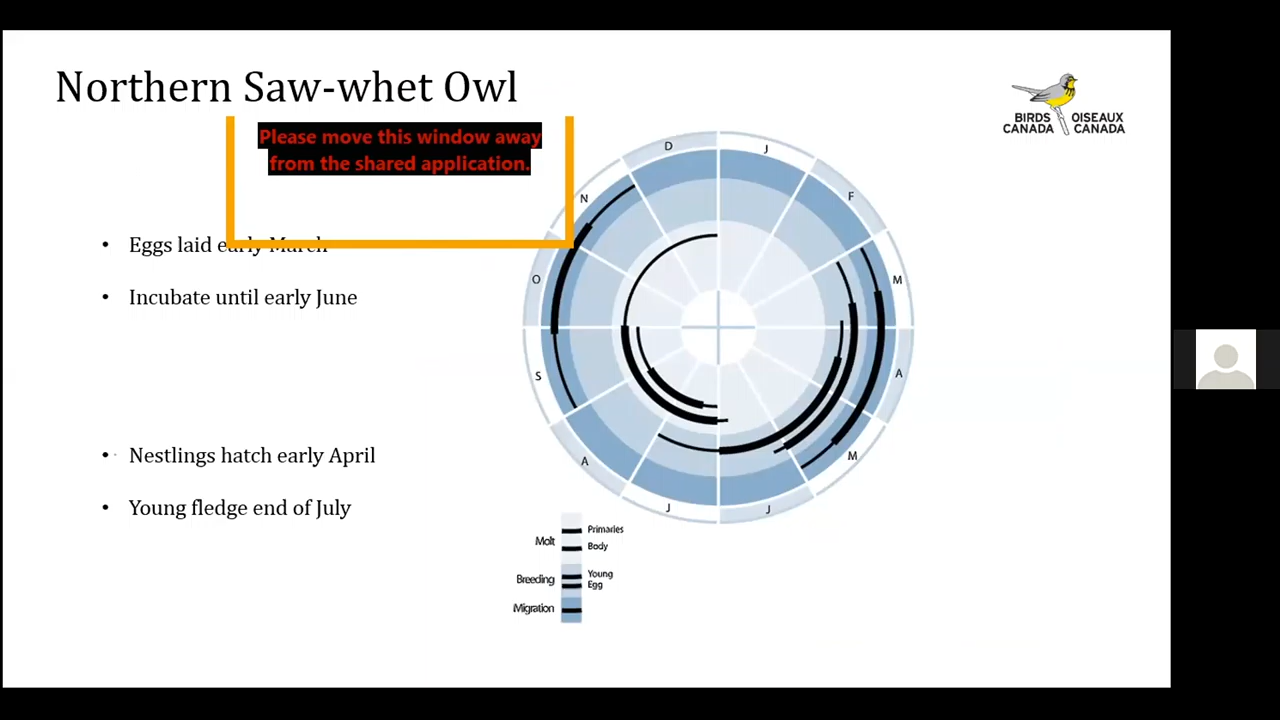 Northern Saw-whet Owl
Please move this window away
from the shared application.
BIRDS OISEAUX
CANADA CANADA
• Eggs laid early March
• Incubate until early June
• Nestlings hatch early April
• Young fledge end of July
D
J
N
F
O
M
S
A
A
M
J
J
Molt
Primaries
Body
Breeding
Young
Egg
Migration